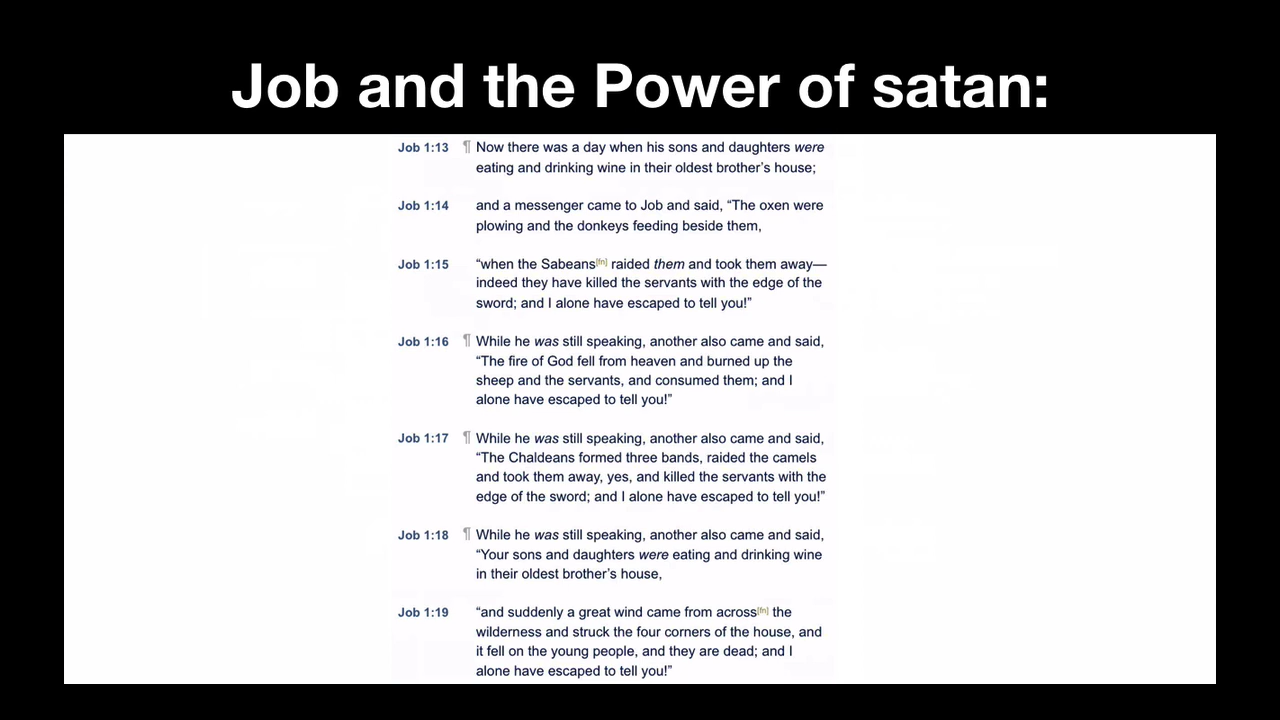 Job and the Power of satan:
Job 1:13 ¶ Now there was a day when his sons and daughters were
eating and drinking wine in their oldest brother’s house;
Job 1:14 and a messenger came to Job and said, “The oxen were
plowing and the donkeys feeding beside them,
Job 1:15 “when the Sabeans[fn] raided them and took them away—
indeed they have killed the servants with the edge of the
sword; and I alone have escaped to tell you!”
Job 1:16 ¶ While he was still speaking, another also came and said,
“The fire of God fell from heaven and burned up the
sheep and the servants, and consumed them; and I
alone have escaped to tell you!”
Job 1:17 ¶ While he was still speaking, another also came and said,
“The Chaldeans formed three bands, raided the camels
and took them away, yes, and killed the servants with the
edge of the sword; and I alone have escaped to tell you!”
Job 1:18 ¶ While he was still speaking, another also came and said,
“Your sons and daughters were eating and drinking wine
in their oldest brother’s house,
Job 1:19 “and suddenly a great wind came from across[fn] the
wilderness and struck the four corners of the house, and
it fell on the young people, and they are dead; and I
alone have escaped to tell you!”